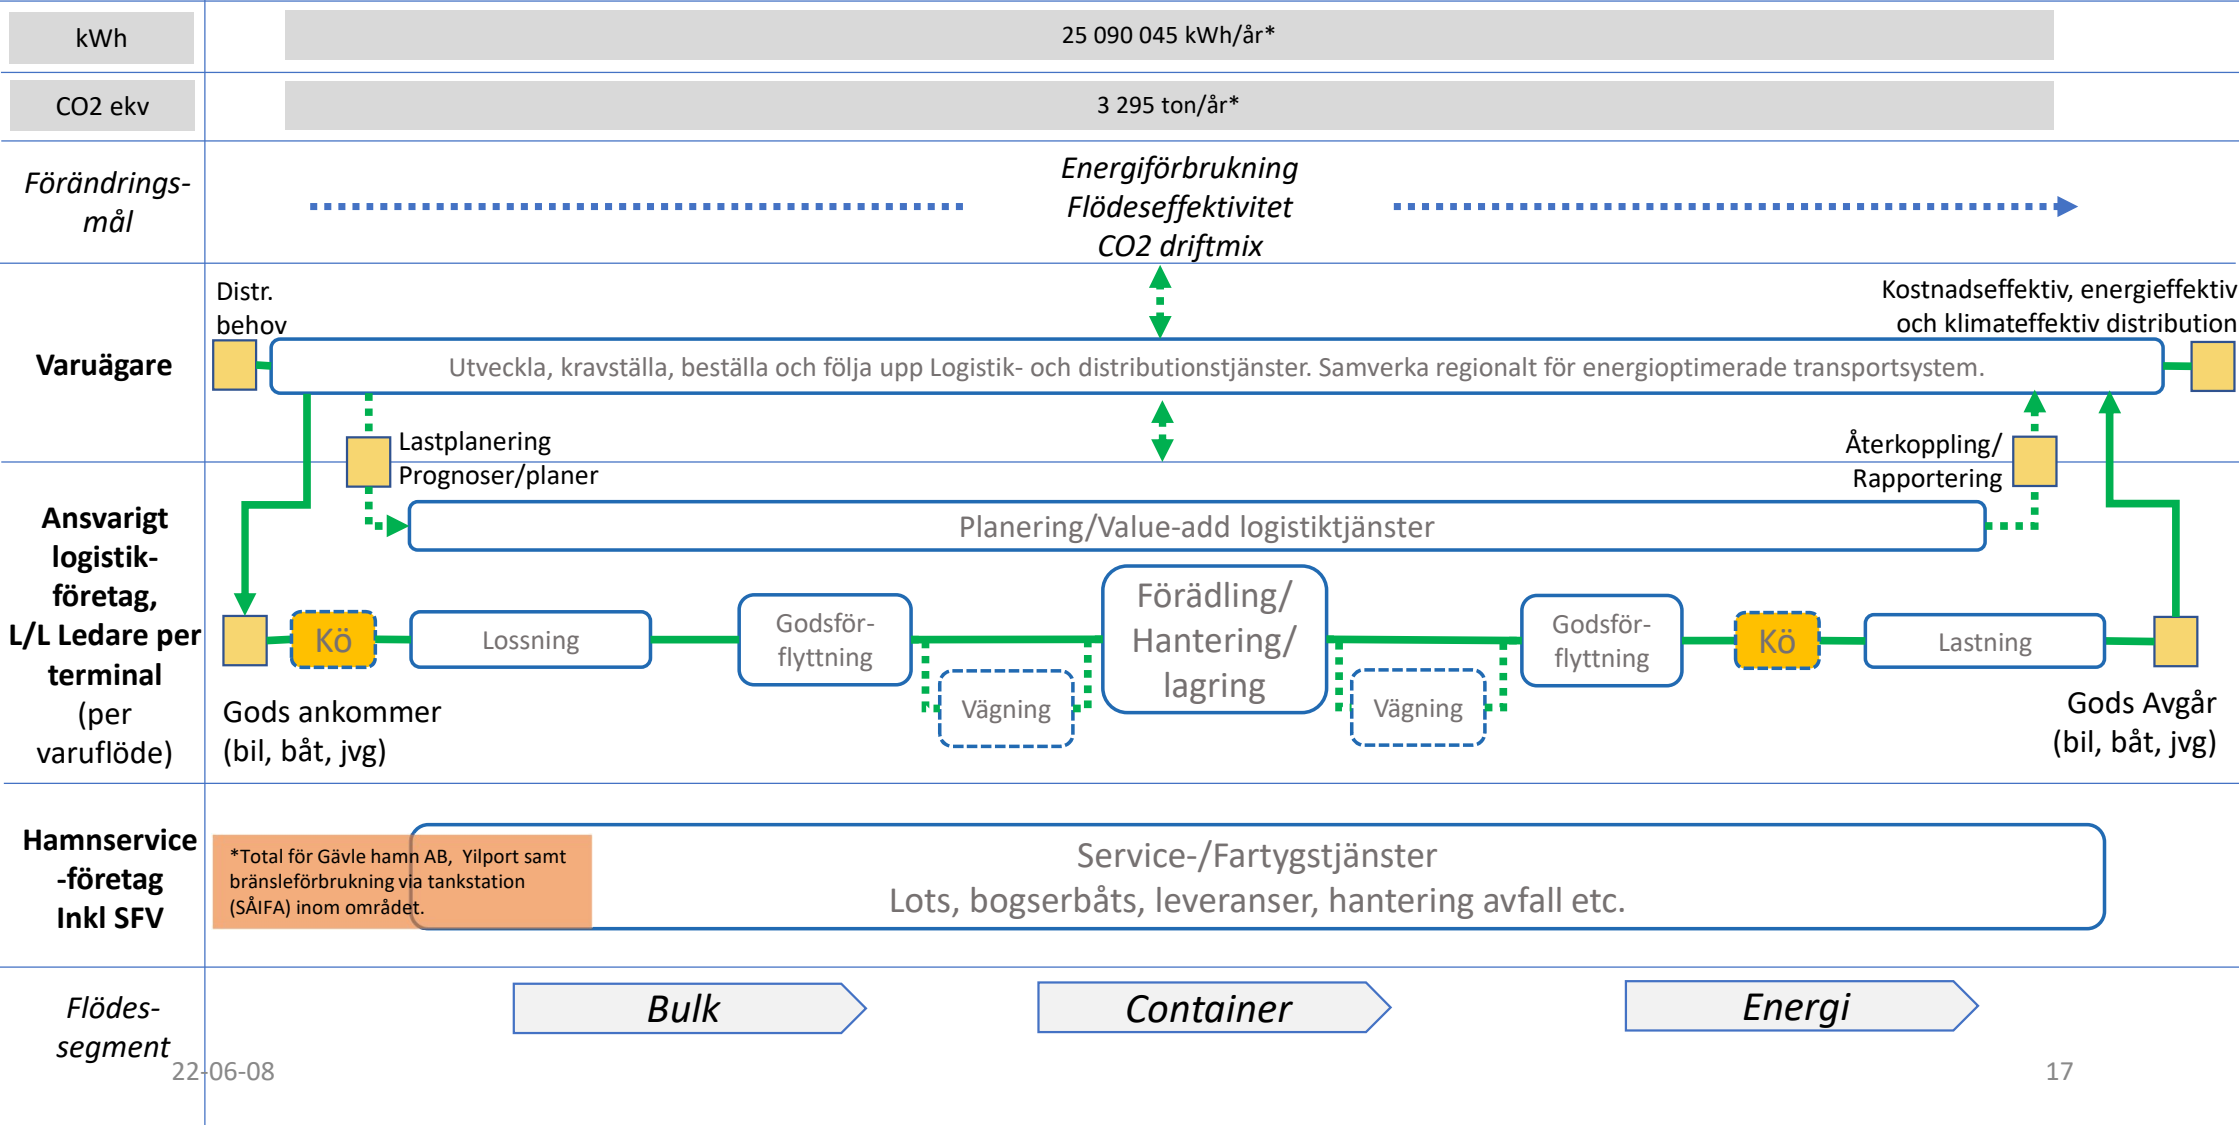 kWh
25 090 045 kWh/år*
CO2 ekv
3 295 ton/år*
Förändrings-
mål
Energiförbrukning
Flödeseffektivitet
CO2 driftmix
Varuägare
Distr.
behov
Kostnadseffektiv, energieffektiv
och klimateffektiv distribution
Utveckla, kravställa, beställa och följa upp Logistik- och distributionstjänster. Samverka regionalt för energioptimerade transportsystem.
Lastplanering
Prognoser/planer
Återkoppling/
Rapportering
Ansvarigt
logistik-
företag,
L/L Ledare per
terminal
(per
varuflöde)
Planering/Value-add logistiktjänster
Kö
Lossning
Godsför-
flyttning
Vägning
Förädling/
Hantering/
lagring
Vägning
Godsför-
flyttning
Kö
Lastning
Gods ankommer
(bil, båt, jvg)
Gods Avgår
(bil, båt, jvg)
Hamnservice
-företag
Inkl SFV
*Total för Gävle hamn AB, Yilport samt
bränsleförbrukning via tankstation
(SÅIFA) inom området.
Service-/Fartygstjänster
Lots, bogserbåts, leveranser, hantering avfall etc.
Flödes-
segment
Bulk
Container
Energi
22-06-08
17